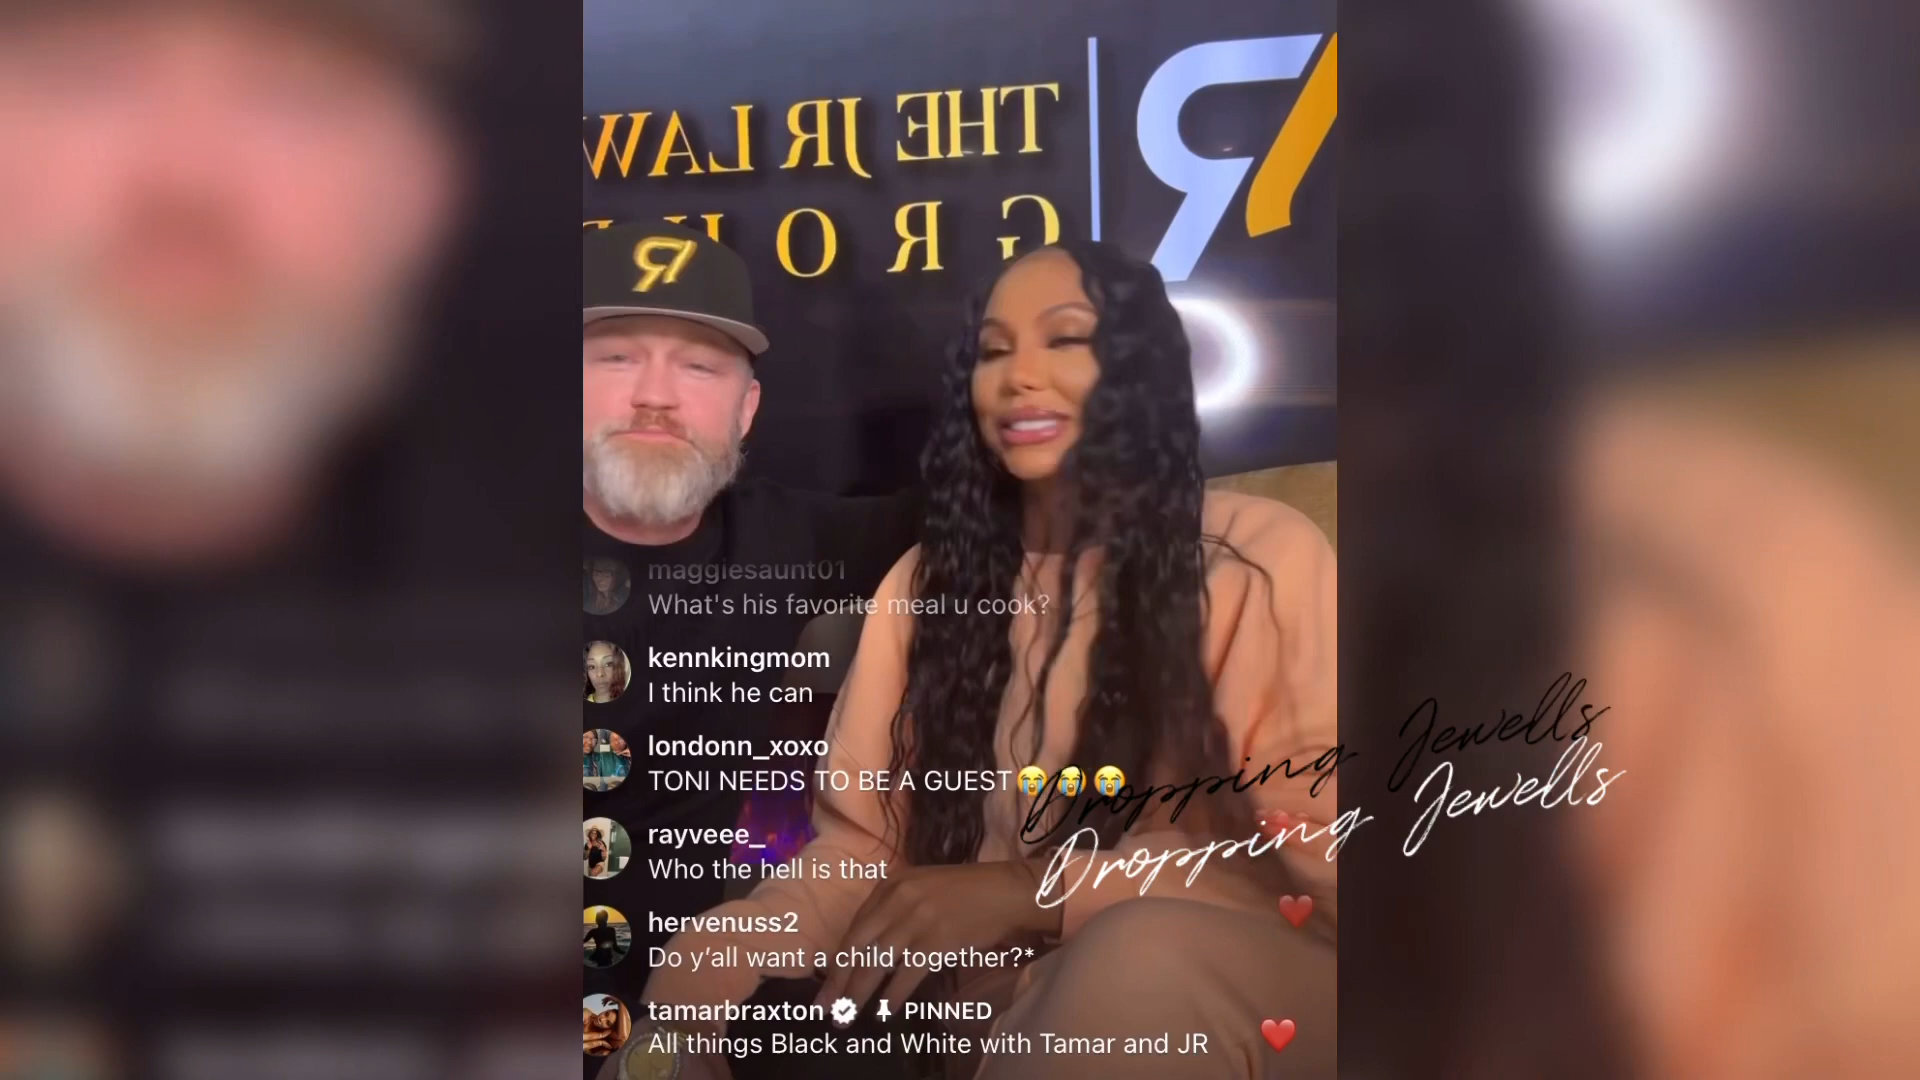 THE JR LAW
GROUP
maggiesaunt01
What's his favorite meal u cook?
kennkingmom
I think he can
londonn_xoxo
TONI NEEDS TO BE A GUEST😭😭😭
rayveee_
Who the hell is that
hervenuss2
Do y’all want a child together?*
tamarbraxton PINNED
All things Black and White with Tamar and JR
Dropping Jewells
Dropping Jewells